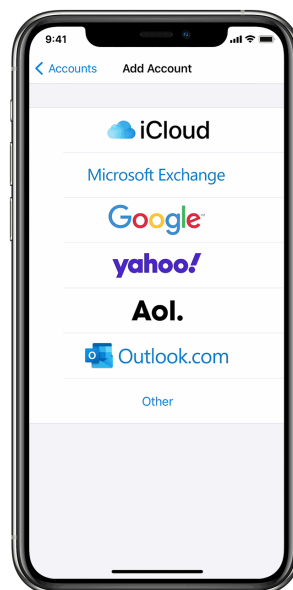 9:41
Accounts Add Account
iCloud
Microsoft Exchange
Google
yahoo!
Aol.
Outlook.com
Other